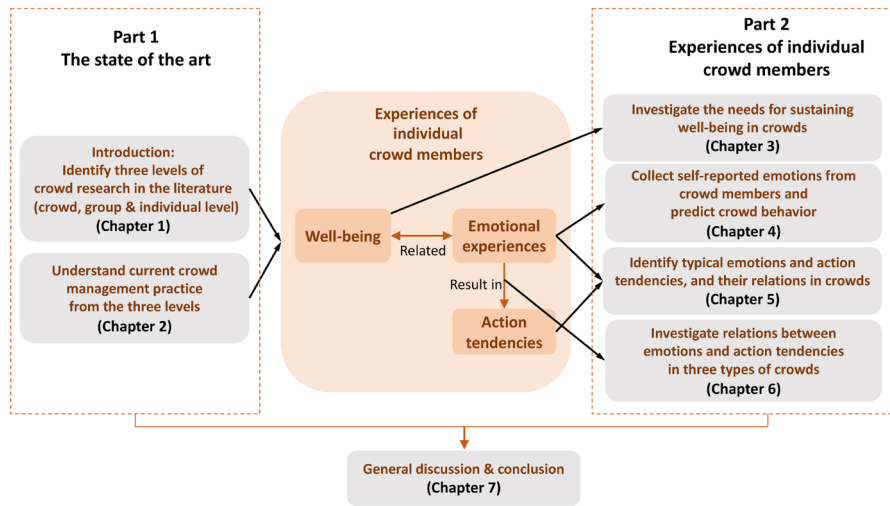 Part 1
The state of the art
Introduction:
Identify three levels of
crowd research in the literature
(crowd, group & individual level)
(Chapter 1)
Understand current crowd
management practice
from the three levels
(Chapter 2)
Experiences of
individual
crowd members
Well-being
Related
Emotional
experiences
Result in
Action
tendencies
Part 2
Experiences of individual
crowd members
Investigate the needs for sustaining
well-being in crowds
(Chapter 3)
Collect self-reported emotions from
crowd members and
predict crowd behavior
(Chapter 4)
Identify typical emotions and action
tendencies, and their relations in crowds
(Chapter 5)
Investigate relations between
emotions and action tendencies
in three types of crowds
(Chapter 6)
General discussion & conclusion
(Chapter 7)